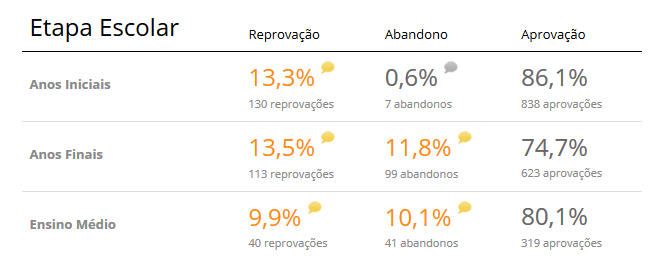 Etapa Escolar Reprovação Abandono Aprovação
Anos Iniciais 13,3% 0,6% 86,1%
130 reprovações 7 abandonos 838 aprovações
Anos Finais 13,5% 11,8% 74,7%
113 reprovações 99 abandonos 623 aprovações
Ensino Médio 9,9% 10,1% 80,1%
40 reprovações 41 abandonos 319 aprovações